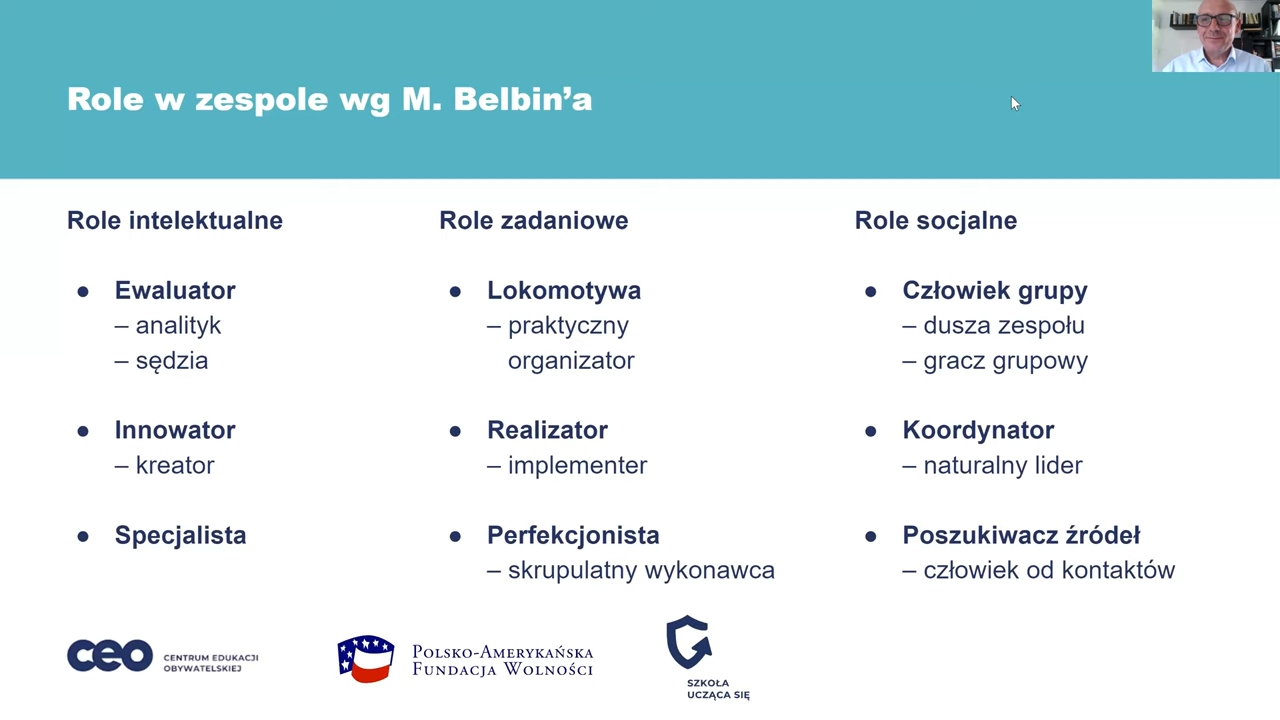 Role w zespole wg M. Belbin’a
Role intelektualne
● Ewaluator
– analityk
– sędzia
● Innowator
– kreator
● Specjalista
Role zadaniowe
● Lokomotywa
– praktyczny
organizator
● Realizator
– implementer
● Perfekcjonista
– skrupulatny wykonawca
Role socjalne
● Człowiek grupy
– dusza zespołu
– gracz grupowy
● Koordynator
– naturalny lider
● Poszukiwacz źródeł
– człowiek od kontaktów
ceo
CENTRUM EDUKACJI
OBYWATELSKIEJ
POLSKO-AMERYKAŃSKA
FUNDACJA WOLNOŚCI
SZKOŁA
UCZĄCA SIĘ